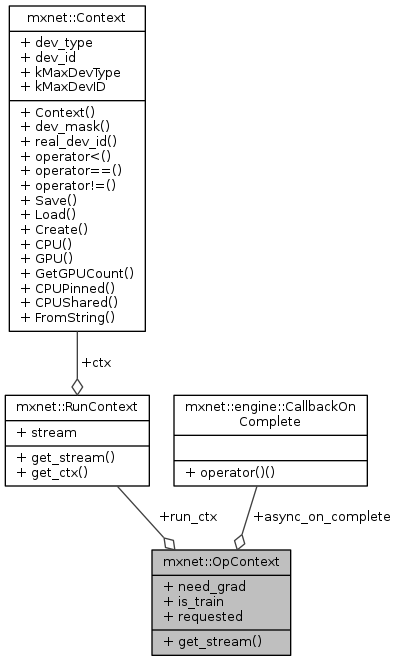 mxnet::Context
+ dev_type
+ dev_id
+ kMaxDevType
+ kMaxDevID
+ Context()
+ dev_mask()
+ real_dev_id()
+ operator<()
+ operator==()
+ operator!=()
+ Save()
+ Load()
+ Create()
+ CPU()
+ GPU()
+ GetGPUCount()
+ CPUPinned()
+ CPUShared()
+ FromString()
+ctx
mxnet::RunContext
+ stream
+ get_stream()
+ get_ctx()
mxnet::engine::CallbackOn
Complete
+ operator()()
+run_ctx
+async_on_complete
mxnet::OpContext
+ need_grad
+ is_train
+ requested
+ get_stream()